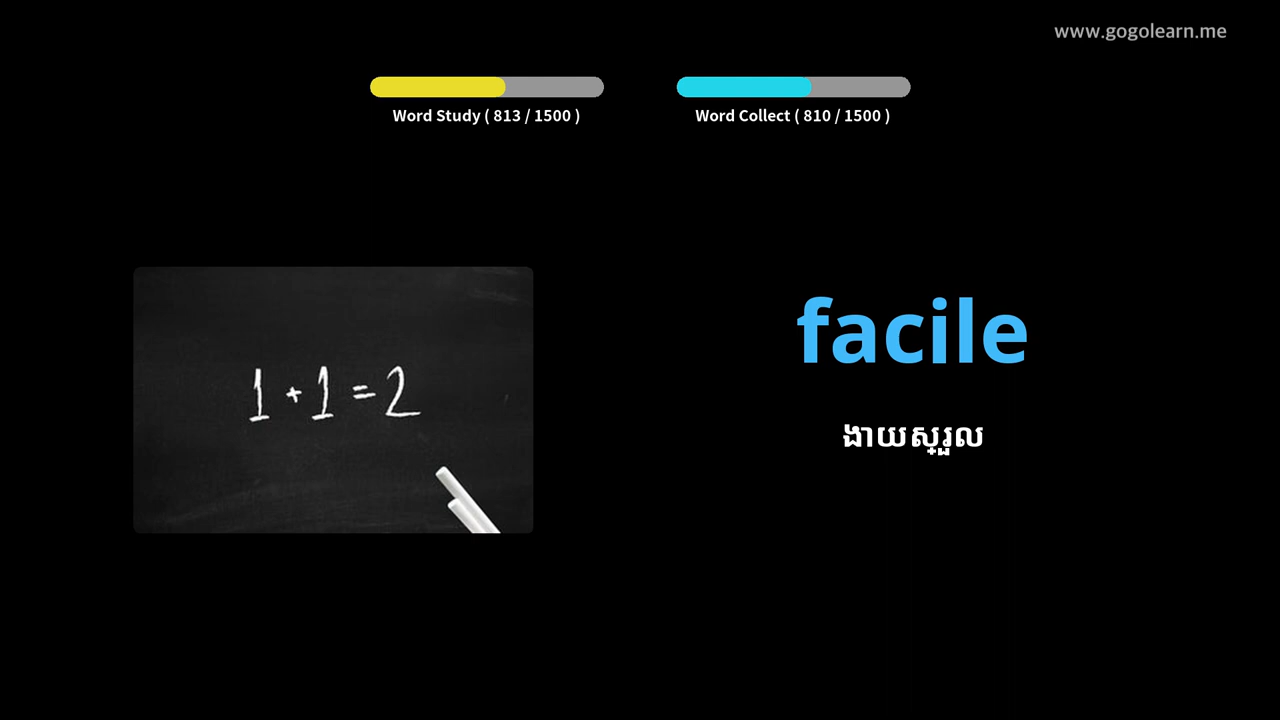 www.gogolearn.me
Word Study ( 813 / 1500 )
Word Collect ( 810 / 1500 )
1 + 1 = 2
facile
ងាយស្រួល